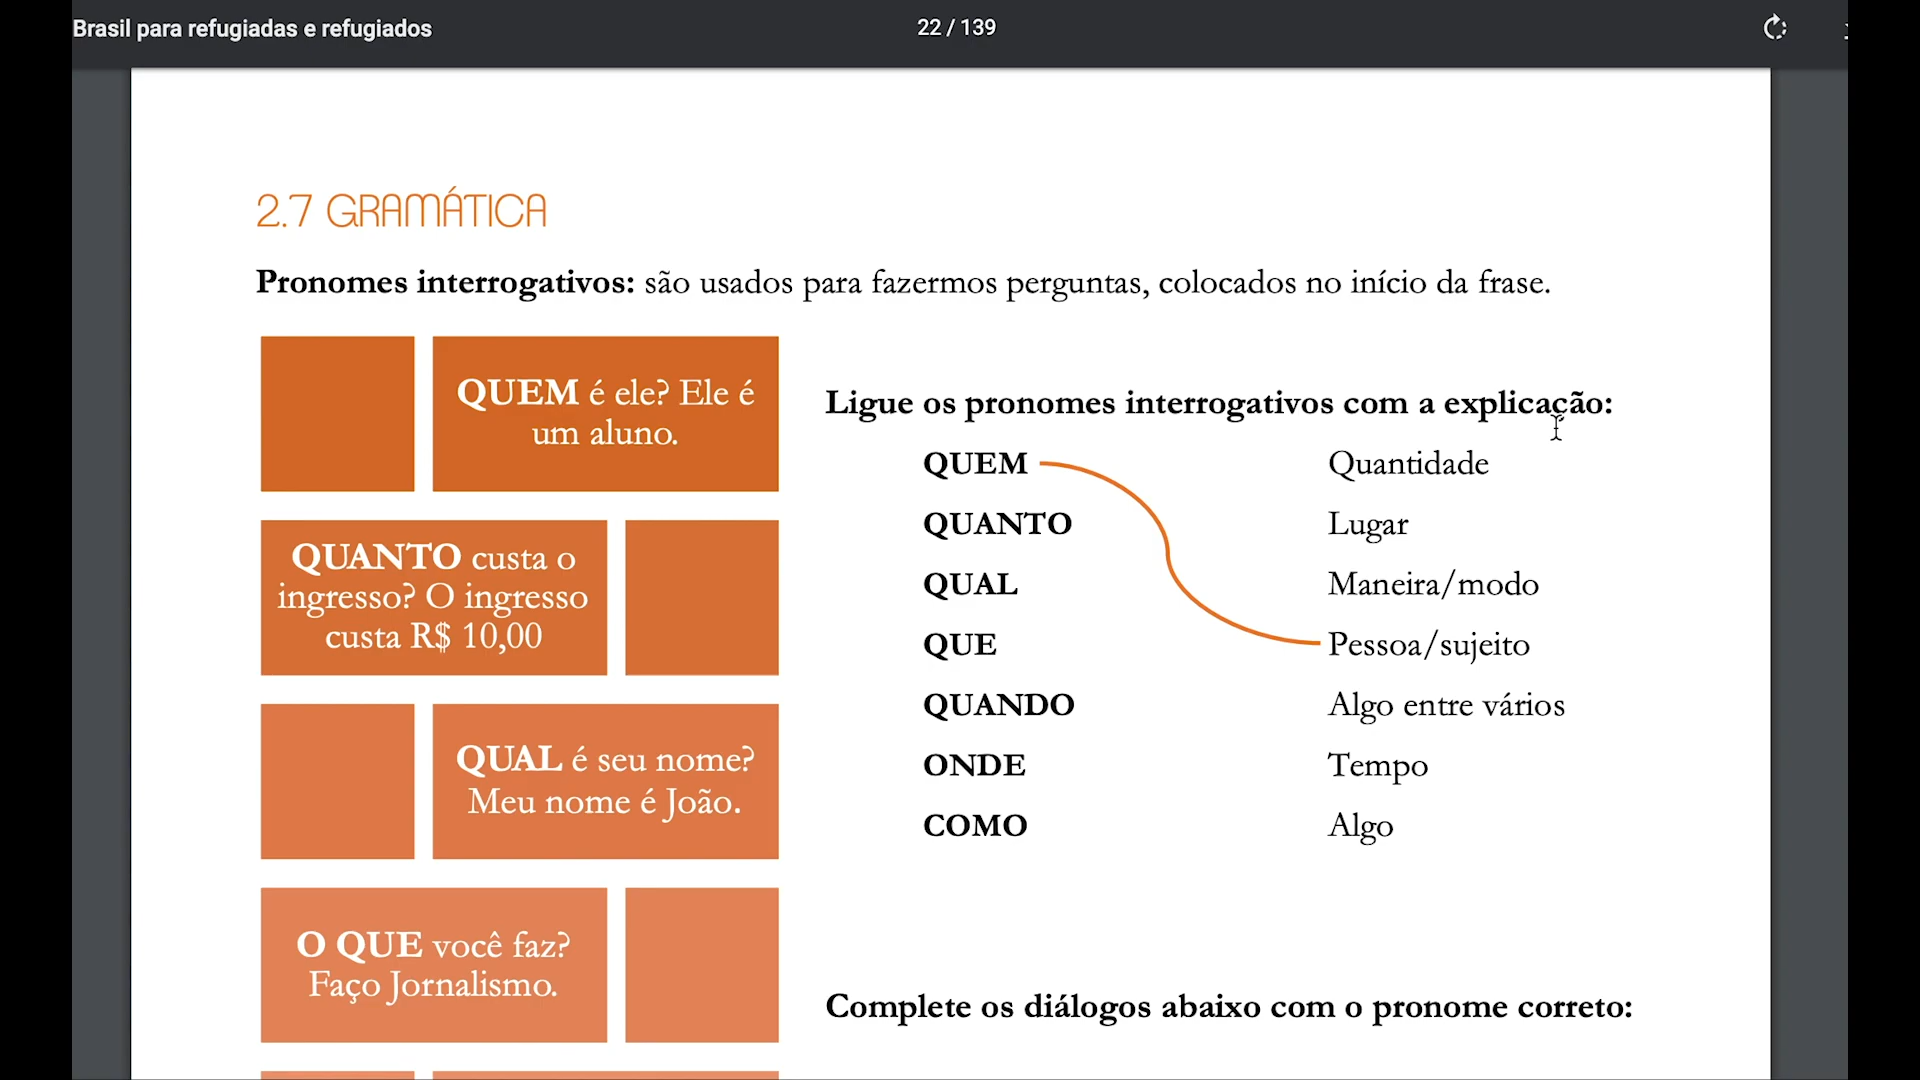 Brasil para refugiadas e refugiados
22 / 139
2.7 GRAMÁTICA
Pronomes interrogativos: são usados para fazermos perguntas, colocados no início da frase.
QUEM é ele? Ele é
um aluno.
QUANTO custa o
ingresso? O ingresso
custa R$ 10,00
QUAL é seu nome?
Meu nome é João.
O QUE você faz?
Faço Jornalismo.
Ligue os pronomes interrogativos com a explicação:
QUEM Quantidade
QUANTO Lugar
QUAL Maneira/modo
QUE Pessoa/sujeito
QUANDO Algo entre vários
ONDE Tempo
COMO Algo
Complete os diálogos abaixo com o pronome correto: